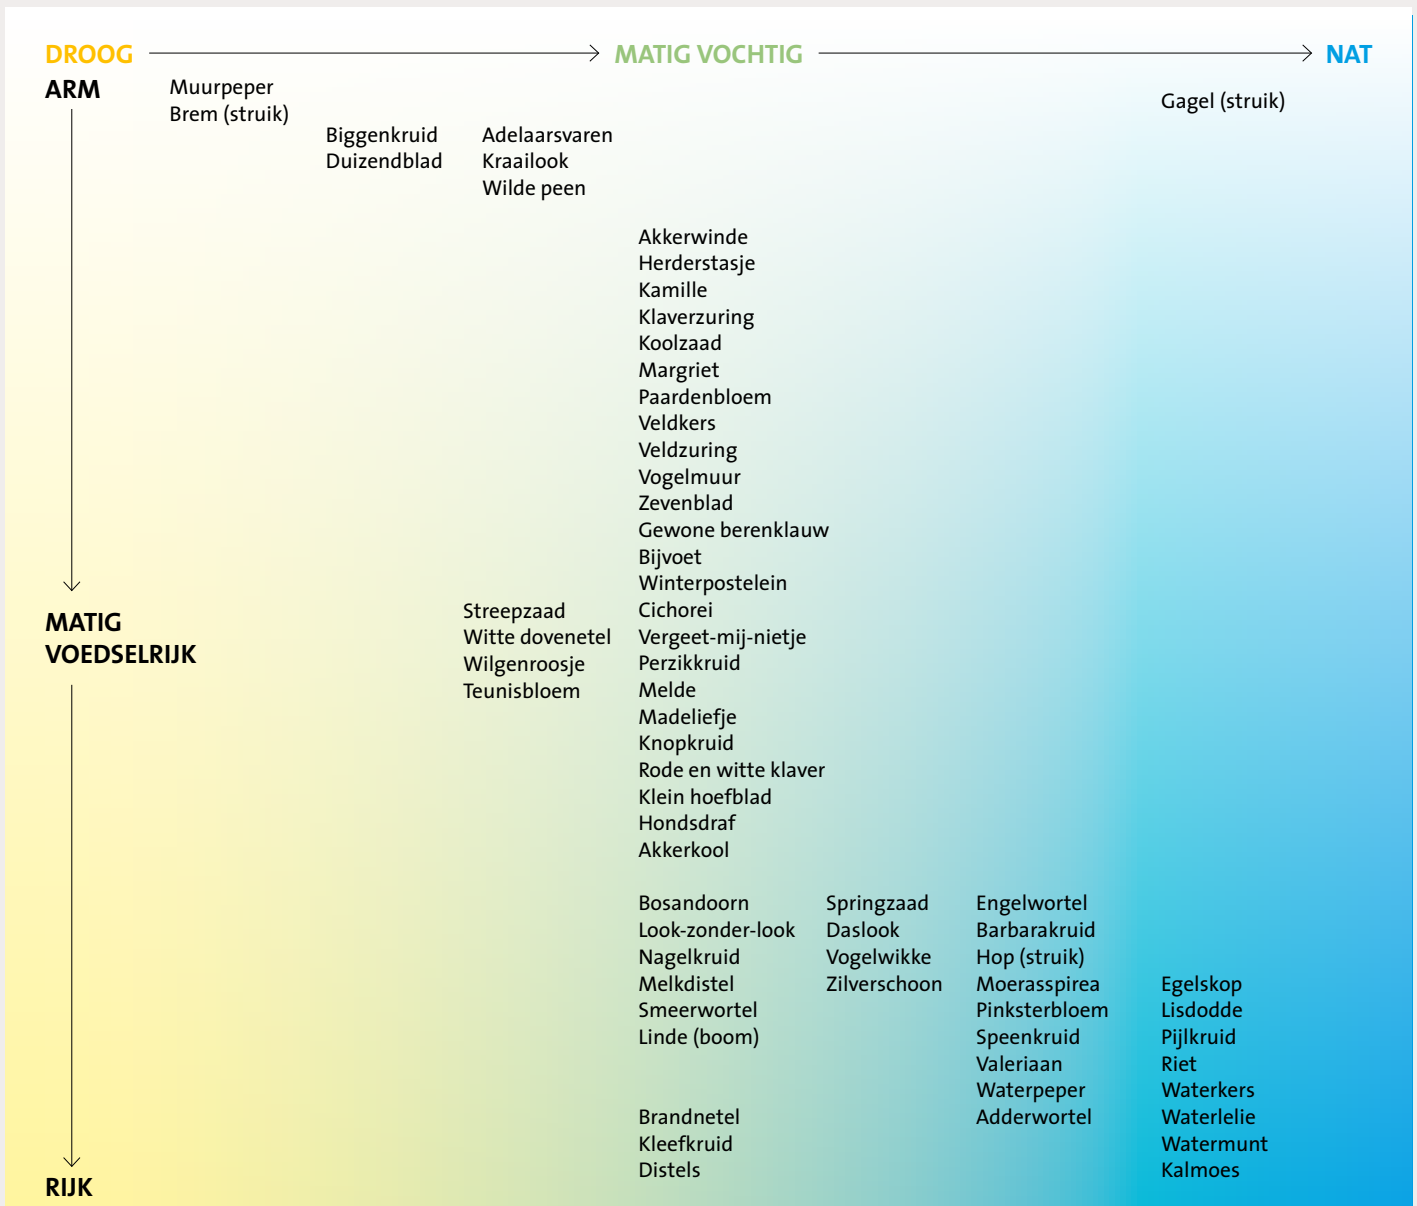 DROOG
MATIG VOCHTIG
NAT
ARM
Muurpeper
Brem (struik)
Gagel (struik)
Biggenkruid
Duizendblad
Adelaarsvaren
Kraailook
Wilde peen
Akkerwinde
Herderstasje
Kamille
Klaverzuring
Koolzaad
Margriet
Paardenbloem
Veldkers
Veldzuring
Vogelmuur
Zevenblad
Gewone berenklauw
Bijvoet
Winterpostelein
Cichorei
Vergeet-mij-nietje
Perzikkruid
Melde
Madeliefje
Knopkruid
Rode en witte klaver
Klein hoefblad
Hondsdraf
Akkerkool
MATIG
VOEDSELRIJK
Streepzaad
Witte dovenetel
Wilgenroosje
Teunisbloem
Bosandoorn
Look-zonder-look
Nagelkruid
Melkdistel
Smeerwortel
Linde (boom)
Springzaad
Daslook
Vogelwikke
Zilverschoon
Engelwortel
Barbarakruid
Hop (struik)
Moerasspirea
Pinksterbloem
Speenkruid
Valeriaan
Waterpeper
Adderwortel
Egelskop
Lisdodde
Pijlkruid
Riet
Waterkers
Waterlelie
Watermunt
Kalmoes
Brandnetel
Kleefkruid
Distels
RIJK